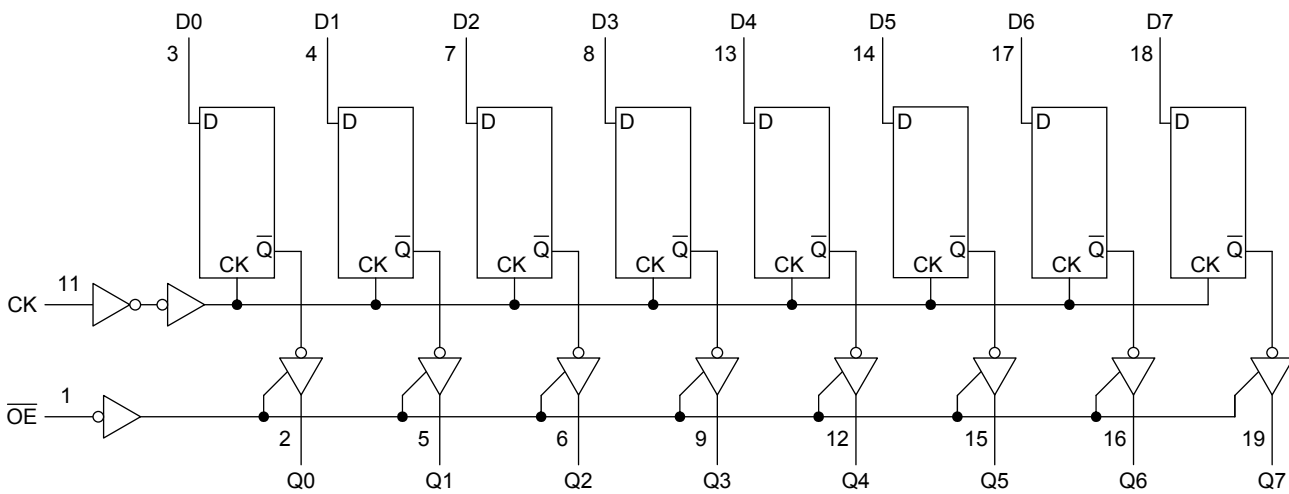 D0 D1 D2 D3 D4 D5 D6 D7
3 4 7 8 13 14 17 18
D D D D D D D D
Q̅ Q̅ Q̅ Q̅ Q̅ Q̅ Q̅ Q̅
CK CK CK CK CK CK CK CK
CK 11
O̅E̅ 1
2 5 6 9 12 15 16 19
Q0 Q1 Q2 Q3 Q4 Q5 Q6 Q7